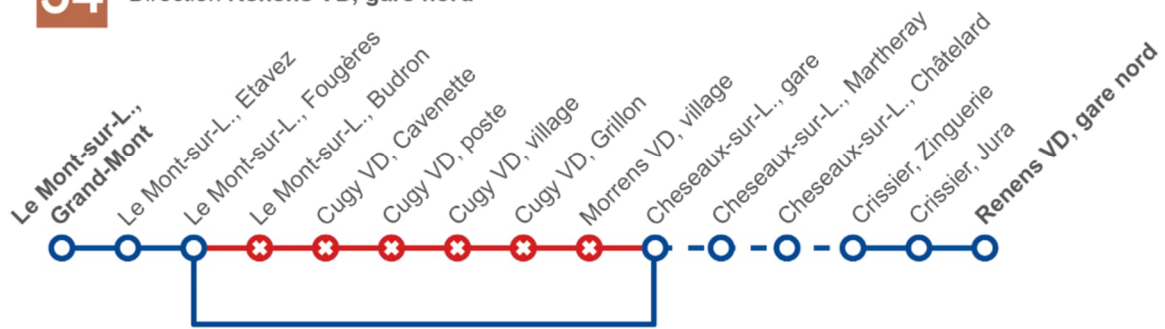 54
Direction Renens VD, gare nord
Le Mont-sur-L.,
Grand-Mont
Le Mont-sur-L., Etavez
Le Mont-sur-L., Fougères
Le Mont-sur-L., Budron
Cugy VD, Cavenette
Cugy VD, poste
Cugy VD, village
Cugy VD, Grillon
Morrens VD, village
Cheseaux-sur-L., gare
Cheseaux-sur-L., Martheray
Cheseaux-sur-L., Châtelard
Crissier, Zinguerie
Crissier, Jura
Renens VD, gare nord